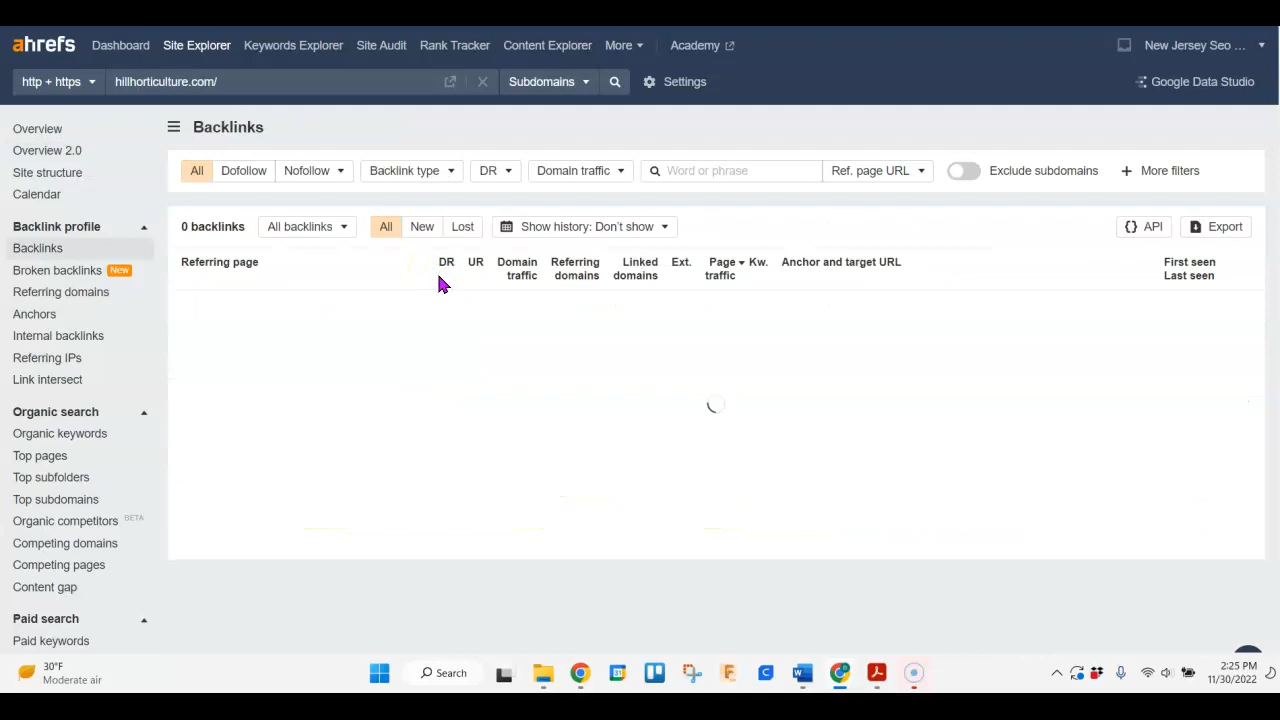 ahrefs Dashboard Site Explorer Keywords Explorer Site Audit Rank Tracker Content Explorer More Academy New Jersey Seo ...
http + https hillhorticulture.com/ Subdomains Settings Google Data Studio
Overview
Overview 2.0
Site structure
Calendar
Backlink profile
Backlinks
Broken backlinks New
Referring domains
Anchors
Internal backlinks
Referring IPs
Link intersect
Organic search
Organic keywords
Top pages
Top subfolders
Top subdomains
Organic competitors BETA
Competing domains
Competing pages
Content gap
Paid search
Paid keywords
Backlinks
All Dofollow Nofollow Backlink type DR Domain traffic Word or phrase Ref. page URL Exclude subdomains + More filters
0 backlinks All backlinks All New Lost Show history: Don't show {} API Export
Referring page DR UR Domain traffic Referring domains Linked domains Ext. Page traffic Kw. Anchor and target URL First seen Last seen
30°F
Moderate air
Search
2:25 PM
11/30/2022